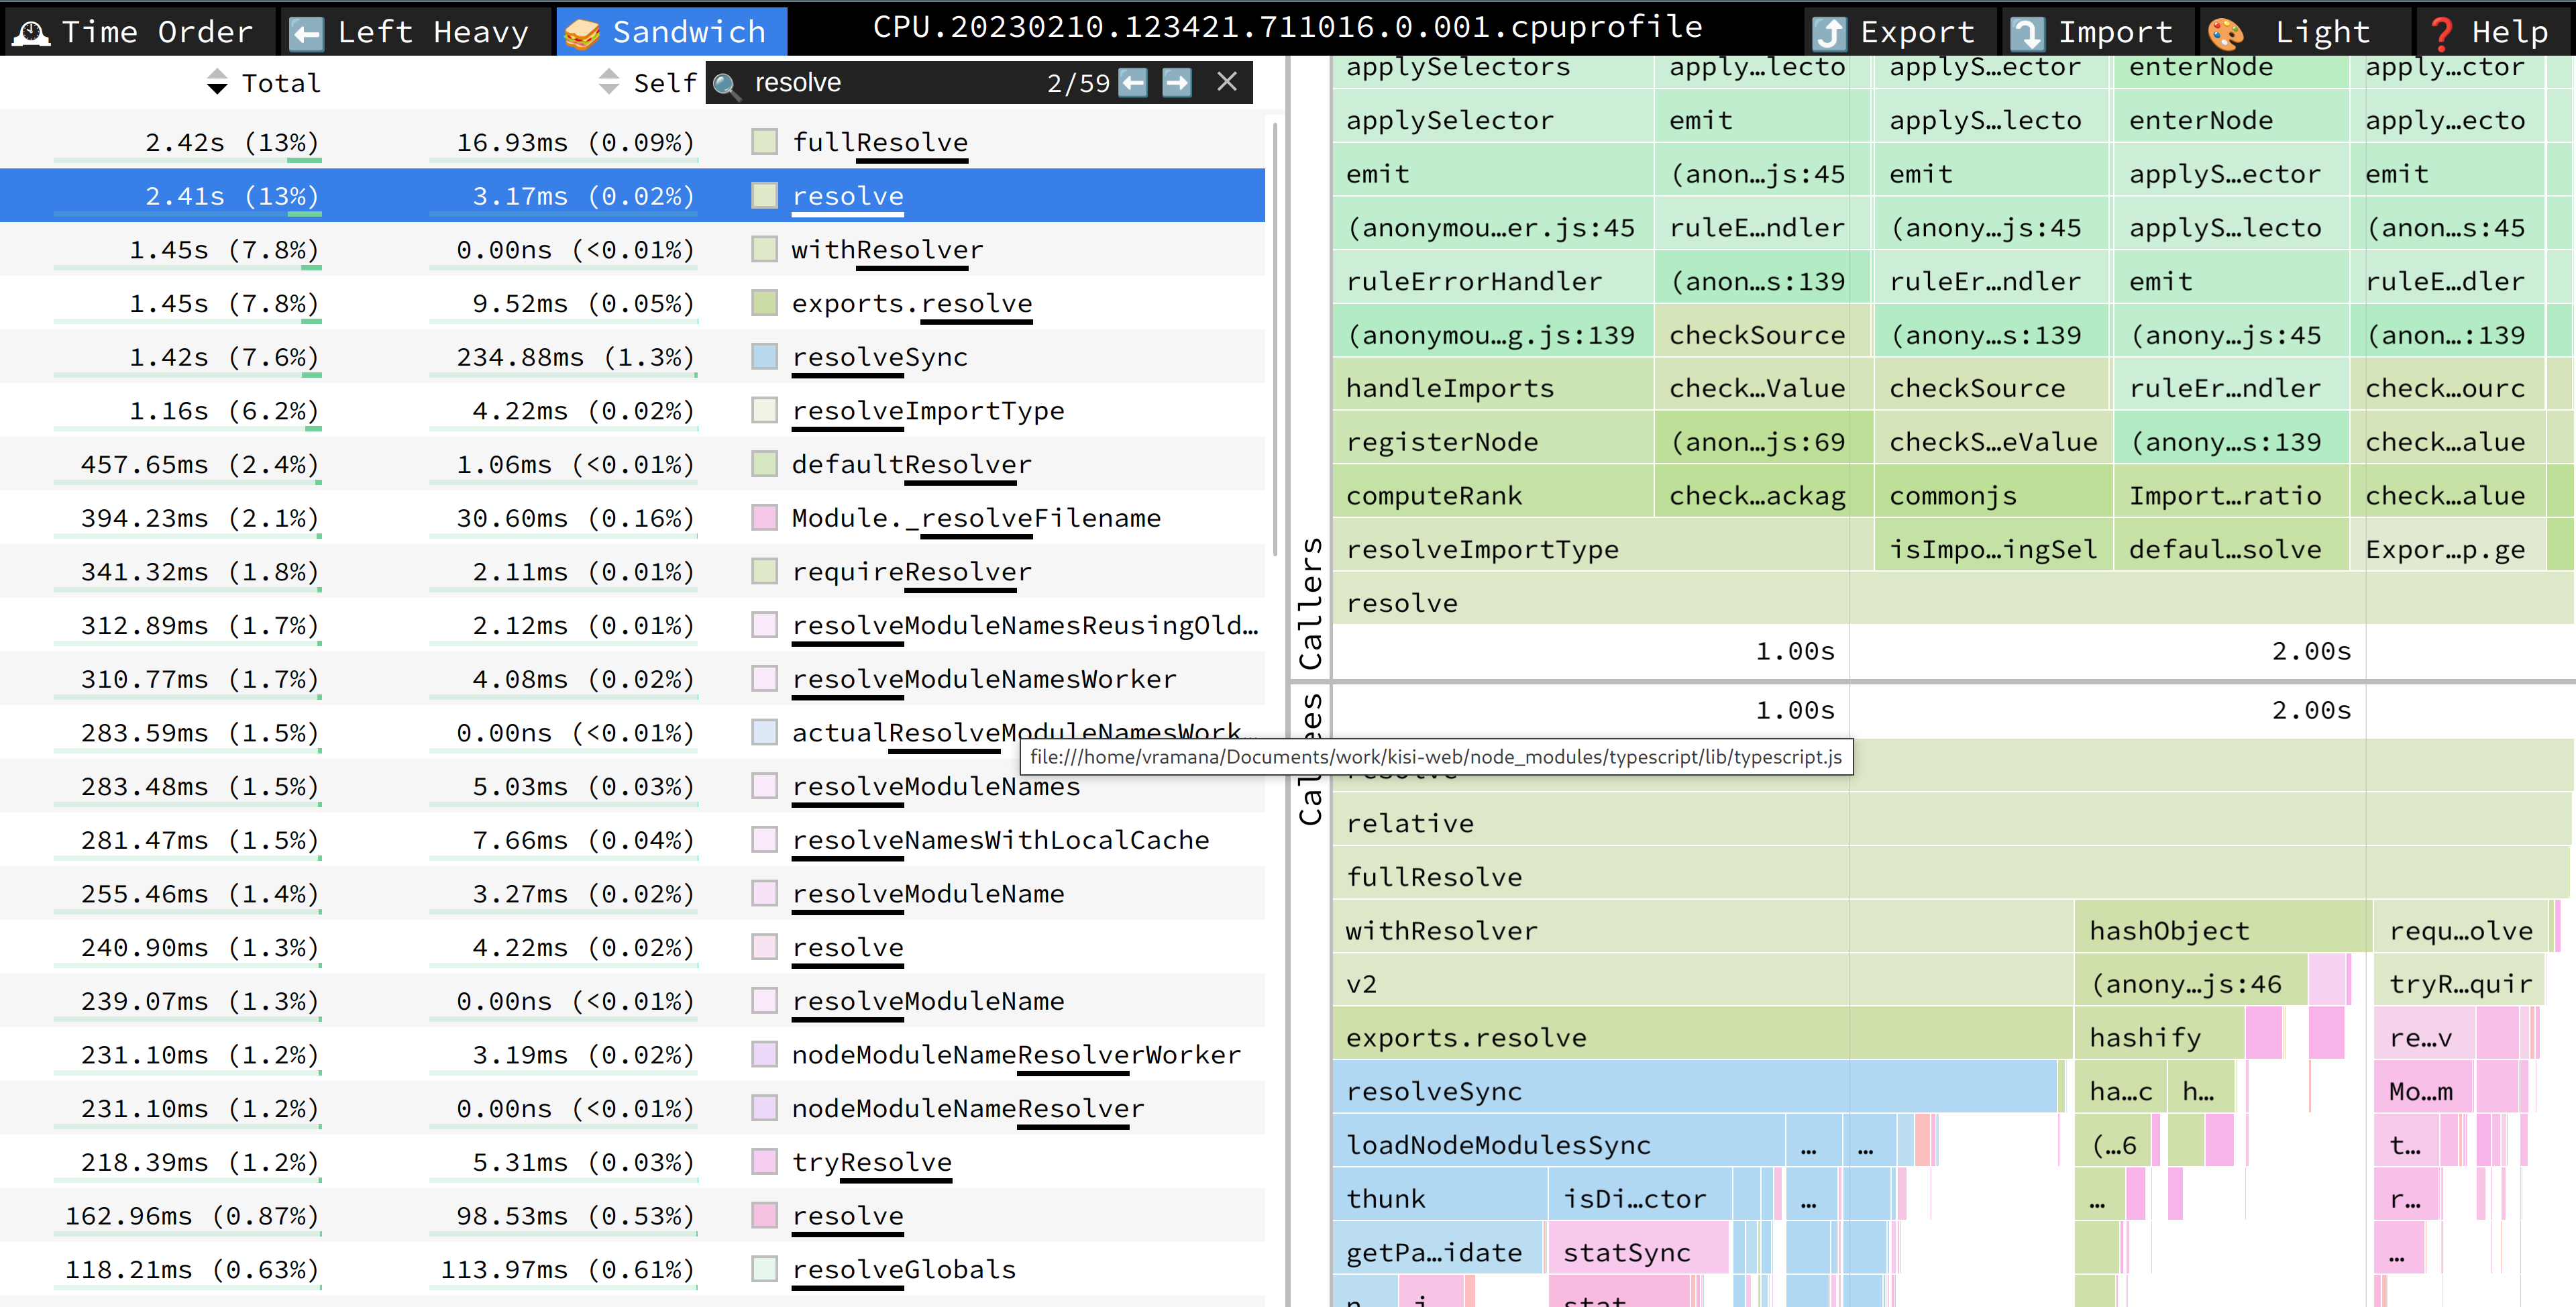 Time Order Left Heavy Sandwich CPU.20230210.123421.711016.0.001.cpuprofile Export Import Light Help
Total Self resolve 2/59
2.42s (13%) 16.93ms (0.09%) fullResolve
2.41s (13%) 3.17ms (0.02%) resolve
1.45s (7.8%) 0.00ns (<0.01%) withResolver
1.45s (7.8%) 9.52ms (0.05%) exports.resolve
1.42s (7.6%) 234.88ms (1.3%) resolveSync
1.16s (6.2%) 4.22ms (0.02%) resolveImportType
457.65ms (2.4%) 1.06ms (<0.01%) defaultResolver
394.23ms (2.1%) 30.60ms (0.16%) Module._resolveFilename
341.32ms (1.8%) 2.11ms (0.01%) requireResolver
312.89ms (1.7%) 2.12ms (0.01%) resolveModuleNamesReusingOld…
310.77ms (1.7%) 4.08ms (0.02%) resolveModuleNamesWorker
283.59ms (1.5%) 0.00ns (<0.01%) actualResolveModuleNamesWork…
file:///home/vramana/Documents/work/kisi-web/node_modules/typescript/lib/typescript.js
283.48ms (1.5%) 5.03ms (0.03%) resolveModuleNames
281.47ms (1.5%) 7.66ms (0.04%) resolveNamesWithLocalCache
255.46ms (1.4%) 3.27ms (0.02%) resolveModuleName
240.90ms (1.3%) 4.22ms (0.02%) resolve
239.07ms (1.3%) 0.00ns (<0.01%) resolveModuleName
231.10ms (1.2%) 3.19ms (0.02%) nodeModuleNameResolverWorker
231.10ms (1.2%) 0.00ns (<0.01%) nodeModuleNameResolver
218.39ms (1.2%) 5.31ms (0.03%) tryResolve
162.96ms (0.87%) 98.53ms (0.53%) resolve
118.21ms (0.63%) 113.97ms (0.61%) resolveGlobals
Callers
applySelectors apply…lecto applyS…ector enterNode apply…ctor
applySelector emit applyS…lecto enterNode apply…ecto
emit (anon…js:45 emit applyS…ector emit
(anonymou…er.js:45 ruleE…ndler (anony…js:45 applyS…lecto (anon…s:45
ruleErrorHandler (anon…s:139 ruleEr…ndler emit ruleE…dler
(anonymou…g.js:139 checkSource (anony…s:139 (anony…js:45 (anon…:139
handleImports check…Value checkSource ruleEr…ndler check…ourc
registerNode (anon…js:69 checkS…eValue (anony…s:139 check…alue
computeRank check…ackag commonjs Import…ratio check…alue
resolveImportType isImpo…ingSel defaul…solve Expor…p.ge
resolve
1.00s 2.00s
1.00s 2.00s
resolve
relative
fullResolve
withResolver hashObject requ…olve
v2 (anony…js:46 tryR…quir
exports.resolve hashify re…v
resolveSync ha…c h… Mo…m
loadNodeModulesSync … … (…6 t…
thunk isDi…ctor … … r…
getPa…idate statSync …
stat